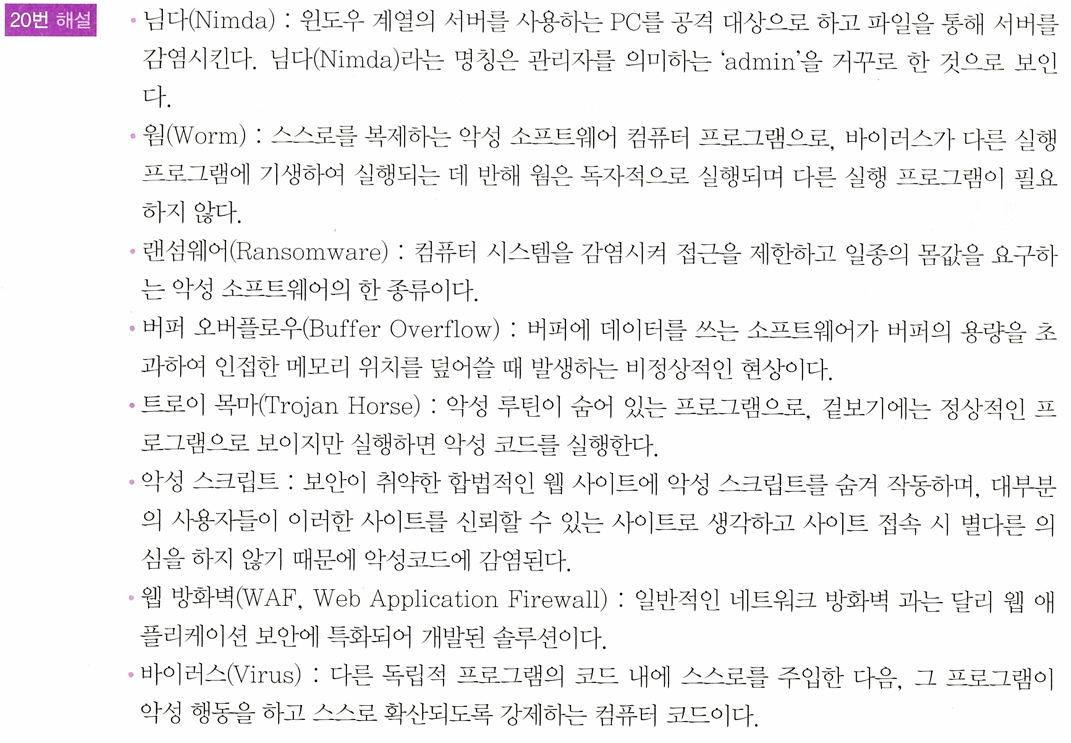 20번 해설
• 님다(Nimda) : 윈도우 계열의 서버를 사용하는 PC를 공격 대상으로 하고 파일을 통해 서버를
감염시킨다. 님다(Nimda)라는 명칭은 관리자를 의미하는 ‘admin’을 거꾸로 한 것으로 보인
다.
• 웜(Worm) : 스스로를 복제하는 악성 소프트웨어 컴퓨터 프로그램으로, 바이러스가 다른 실행
프로그램에 기생하여 실행되는 데 반해 웜은 독자적으로 실행되며 다른 실행 프로그램이 필요
하지 않다.
• 랜섬웨어(Ransomware) : 컴퓨터 시스템을 감염시켜 접근을 제한하고 일종의 몸값을 요구하
는 악성 소프트웨어의 한 종류이다.
• 버퍼 오버플로우(Buffer Overflow) : 버퍼에 데이터를 쓰는 소프트웨어가 버퍼의 용량을 초
과하여 인접한 메모리 위치를 덮어쓸 때 발생하는 비정상적인 현상이다.
• 트로이 목마(Trojan Horse) : 악성 루틴이 숨어 있는 프로그램으로, 겉보기에는 정상적인 프
로그램으로 보이지만 실행하면 악성 코드를 실행한다.
• 악성 스크립트 : 보안이 취약한 합법적인 웹 사이트에 악성 스크립트를 숨겨 작동하며, 대부분
의 사용자들이 이러한 사이트를 신뢰할 수 있는 사이트로 생각하고 사이트 접속 시 별다른 의
심을 하지 않기 때문에 악성코드에 감염된다.
• 웹 방화벽(WAF, Web Application Firewall) : 일반적인 네트워크 방화벽 과는 달리 웹 애
플리케이션 보안에 특화되어 개발된 솔루션이다.
• 바이러스(Virus) : 다른 독립적 프로그램의 코드 내에 스스로를 주입한 다음, 그 프로그램이
악성 행동을 하고 스스로 확산되도록 강제하는 컴퓨터 코드이다.